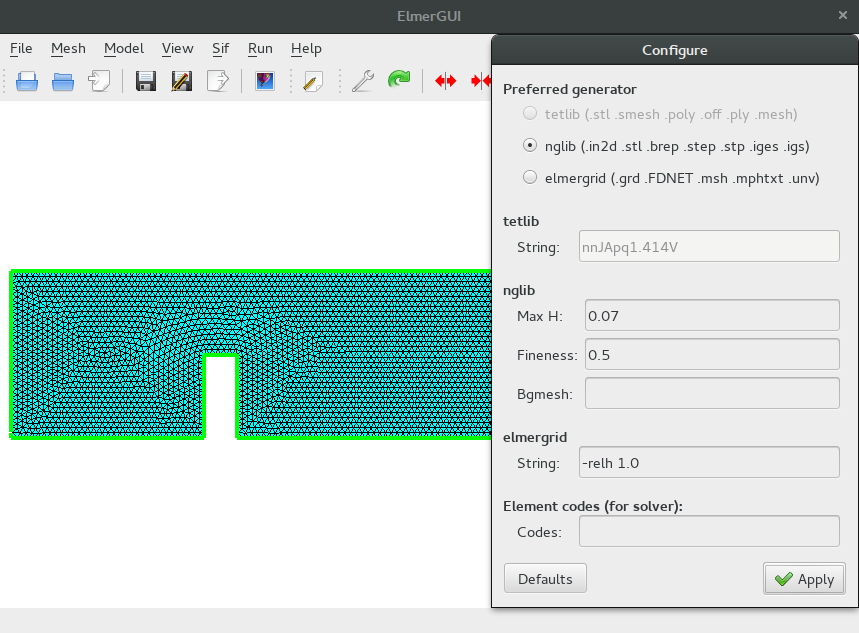 ElmerGUI
File Mesh Model View Sif Run Help
Configure
Preferred generator
tetlib (.stl .smesh .poly .off .ply .mesh)
nglib (.in2d .stl .brep .step .stp .iges .igs)
elmergrid (.grd .FDNET .msh .mphtxt .unv)
tetlib
String: nnJApq1.414V
nglib
Max H: 0.07
Fineness: 0.5
Bgmesh:
elmergrid
String: -relh 1.0
Element codes (for solver):
Codes:
Defaults Apply